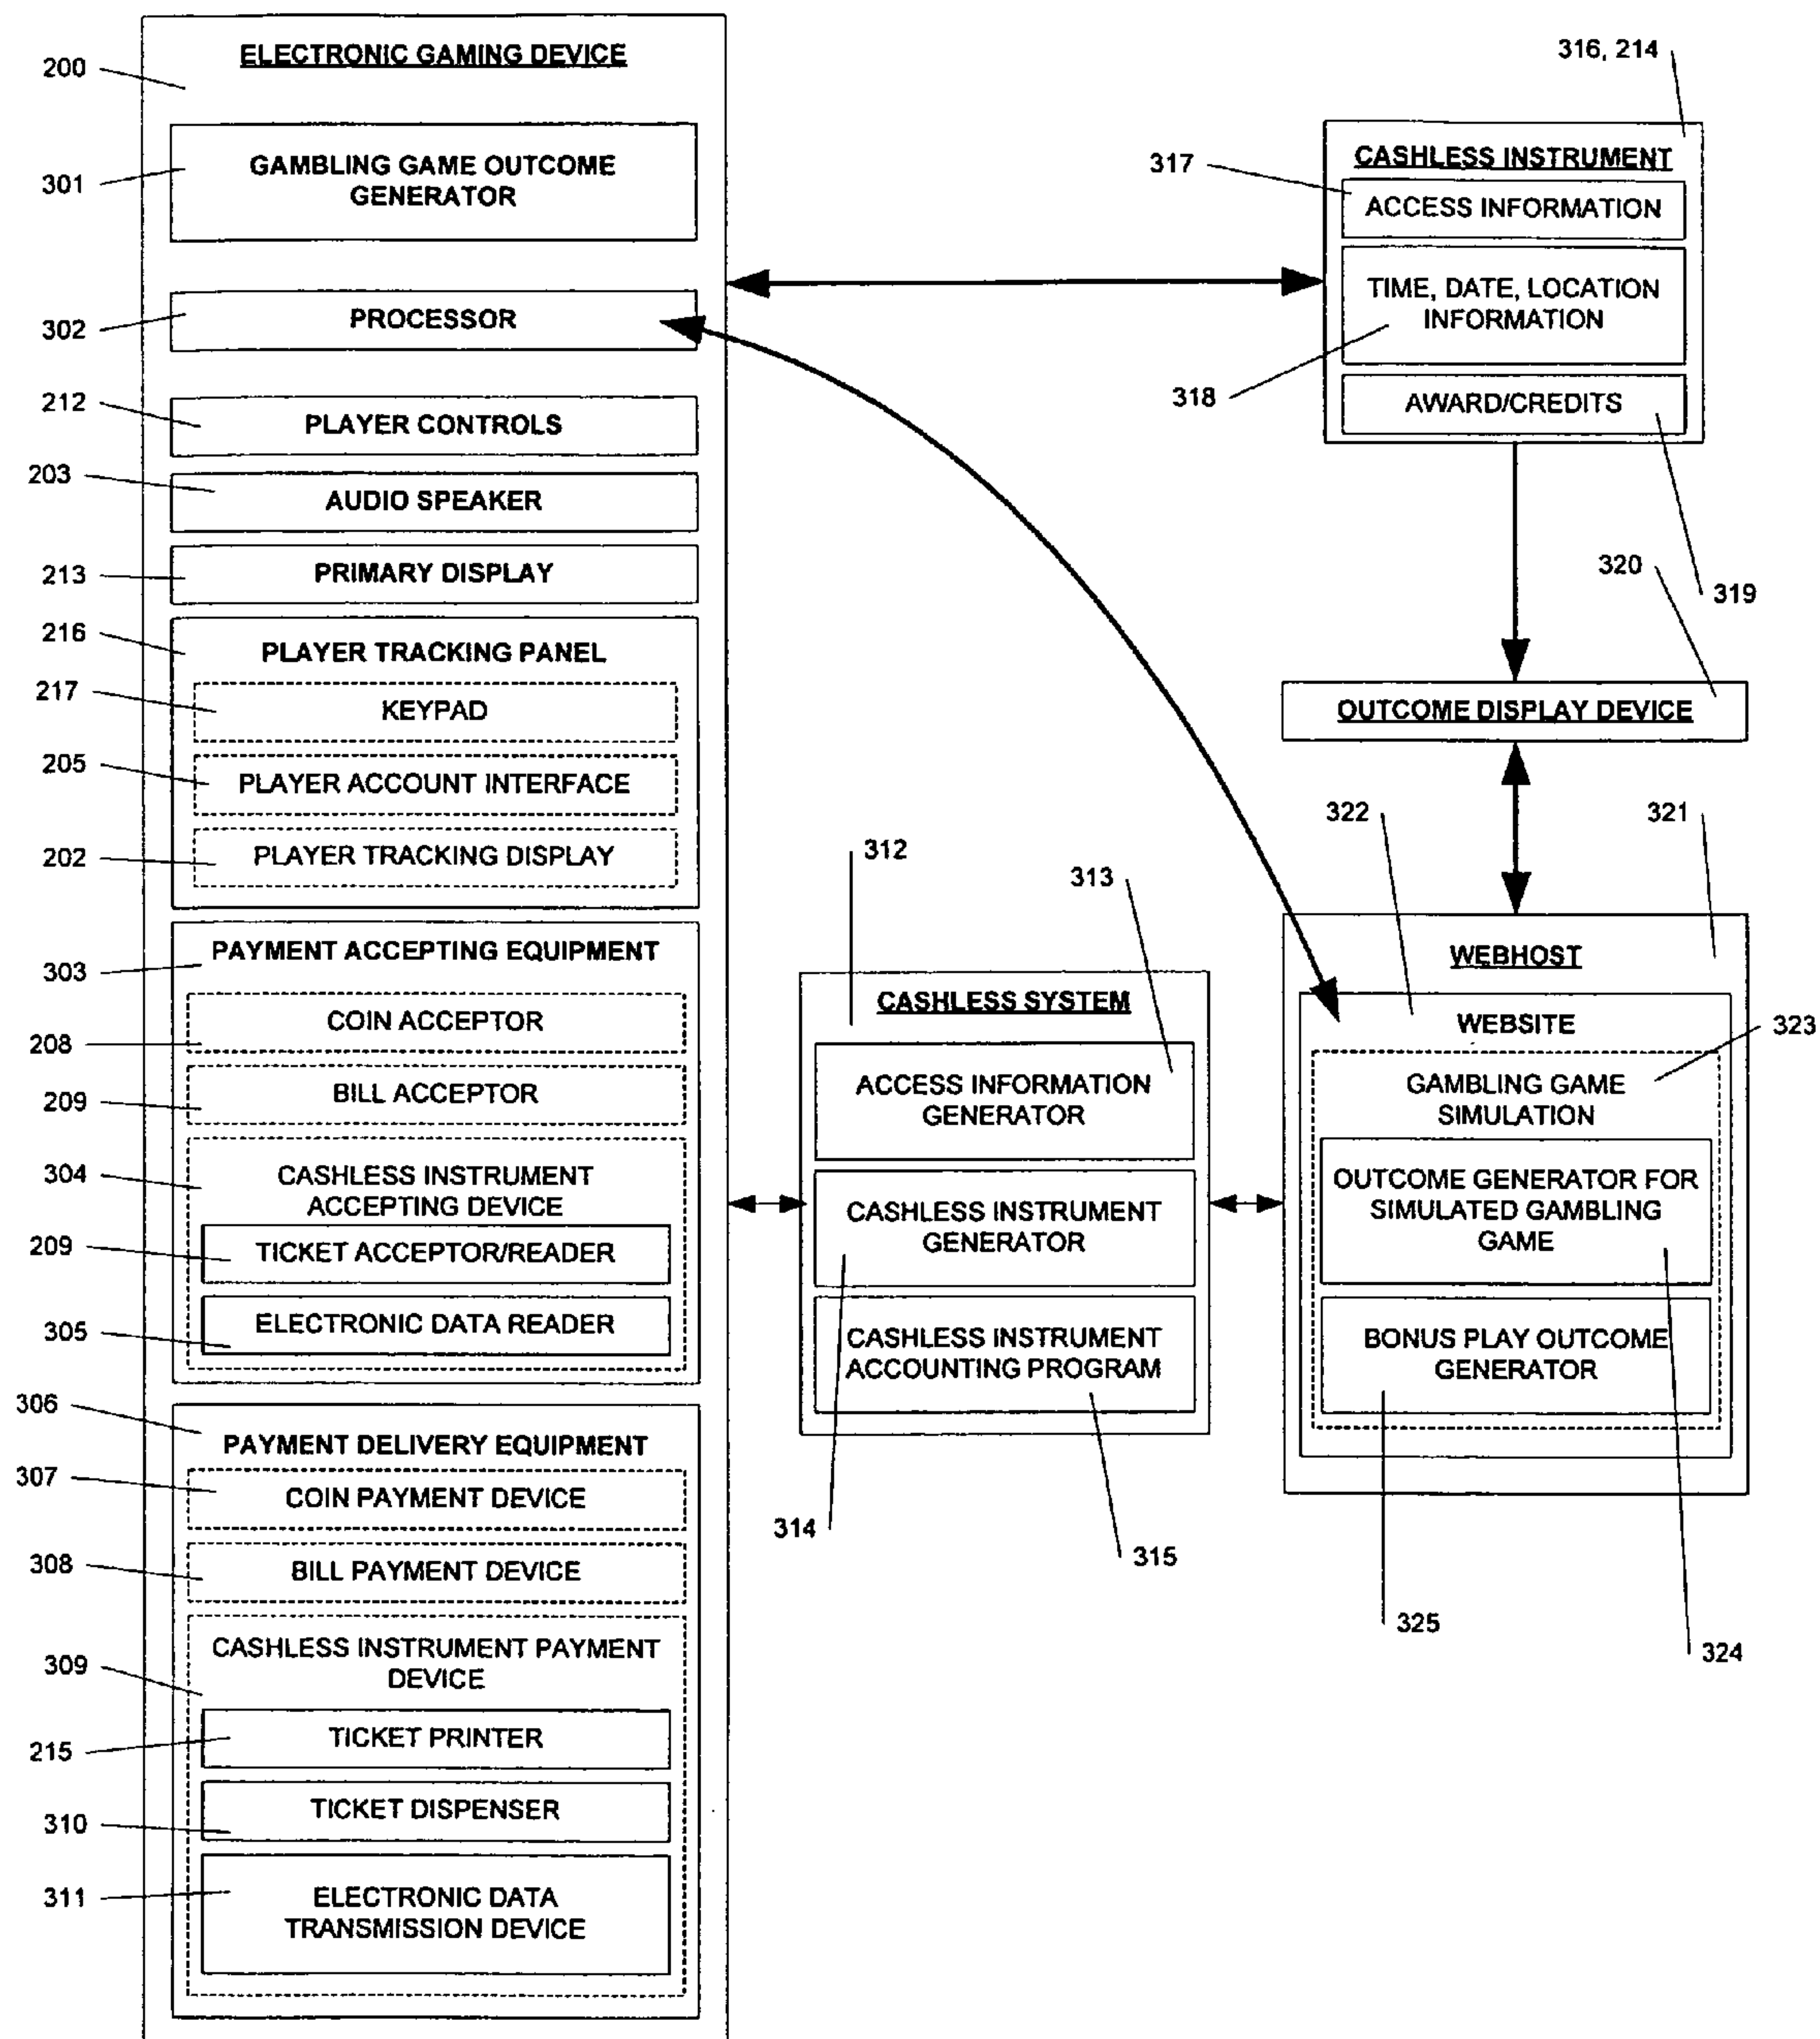 ELECTRONIC GAMING DEVICE
200
GAMBLING GAME OUTCOME
GENERATOR
301
PROCESSOR
302
212
PLAYER CONTROLS
203
AUDIO SPEAKER
213
PRIMARY DISPLAY
216
PLAYER TRACKING PANEL
217
KEYPAD
205
PLAYER ACCOUNT INTERFACE
202
PLAYER TRACKING DISPLAY
PAYMENT ACCEPTING EQUIPMENT
303
COIN ACCEPTOR
208
BILL ACCEPTOR
209
304
CASHLESS INSTRUMENT
ACCEPTING DEVICE
209
TICKET ACCEPTOR/READER
ELECTRONIC DATA READER
305
306
PAYMENT DELIVERY EQUIPMENT
307
COIN PAYMENT DEVICE
308
BILL PAYMENT DEVICE
CASHLESS INSTRUMENT PAYMENT
DEVICE
309
TICKET PRINTER
215
TICKET DISPENSER
310
311
ELECTRONIC DATA
TRANSMISSION DEVICE
312
313
CASHLESS SYSTEM
ACCESS INFORMATION
GENERATOR
CASHLESS INSTRUMENT
GENERATOR
CASHLESS INSTRUMENT
ACCOUNTING PROGRAM
314
315
316, 214
317
CASHLESS INSTRUMENT
ACCESS INFORMATION
TIME, DATE, LOCATION
INFORMATION
318
AWARD/CREDITS
319
320
OUTCOME DISPLAY DEVICE
322
321
WEBHOST
WEBSITE
323
GAMBLING GAME
SIMULATION
OUTCOME GENERATOR FOR
SIMULATED GAMBLING
GAME
BONUS PLAY OUTCOME
GENERATOR
325
324